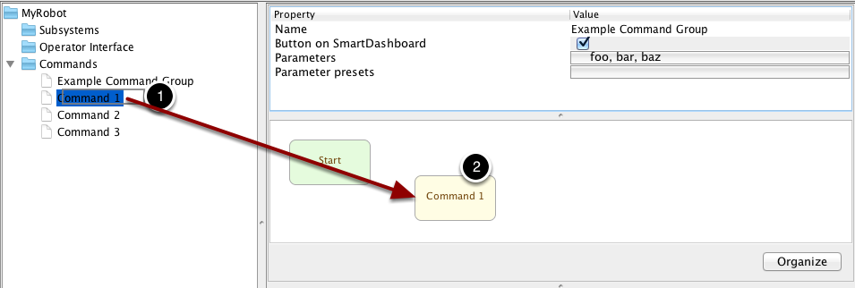 MyRobot
Subsystems
Operator Interface
Commands
Example Command Group
Command 1
Command 2
Command 3
1
Property Value
Name Example Command Group
Button on SmartDashboard
Parameters foo, bar, baz
Parameter presets
Start
2
Command 1
Organize